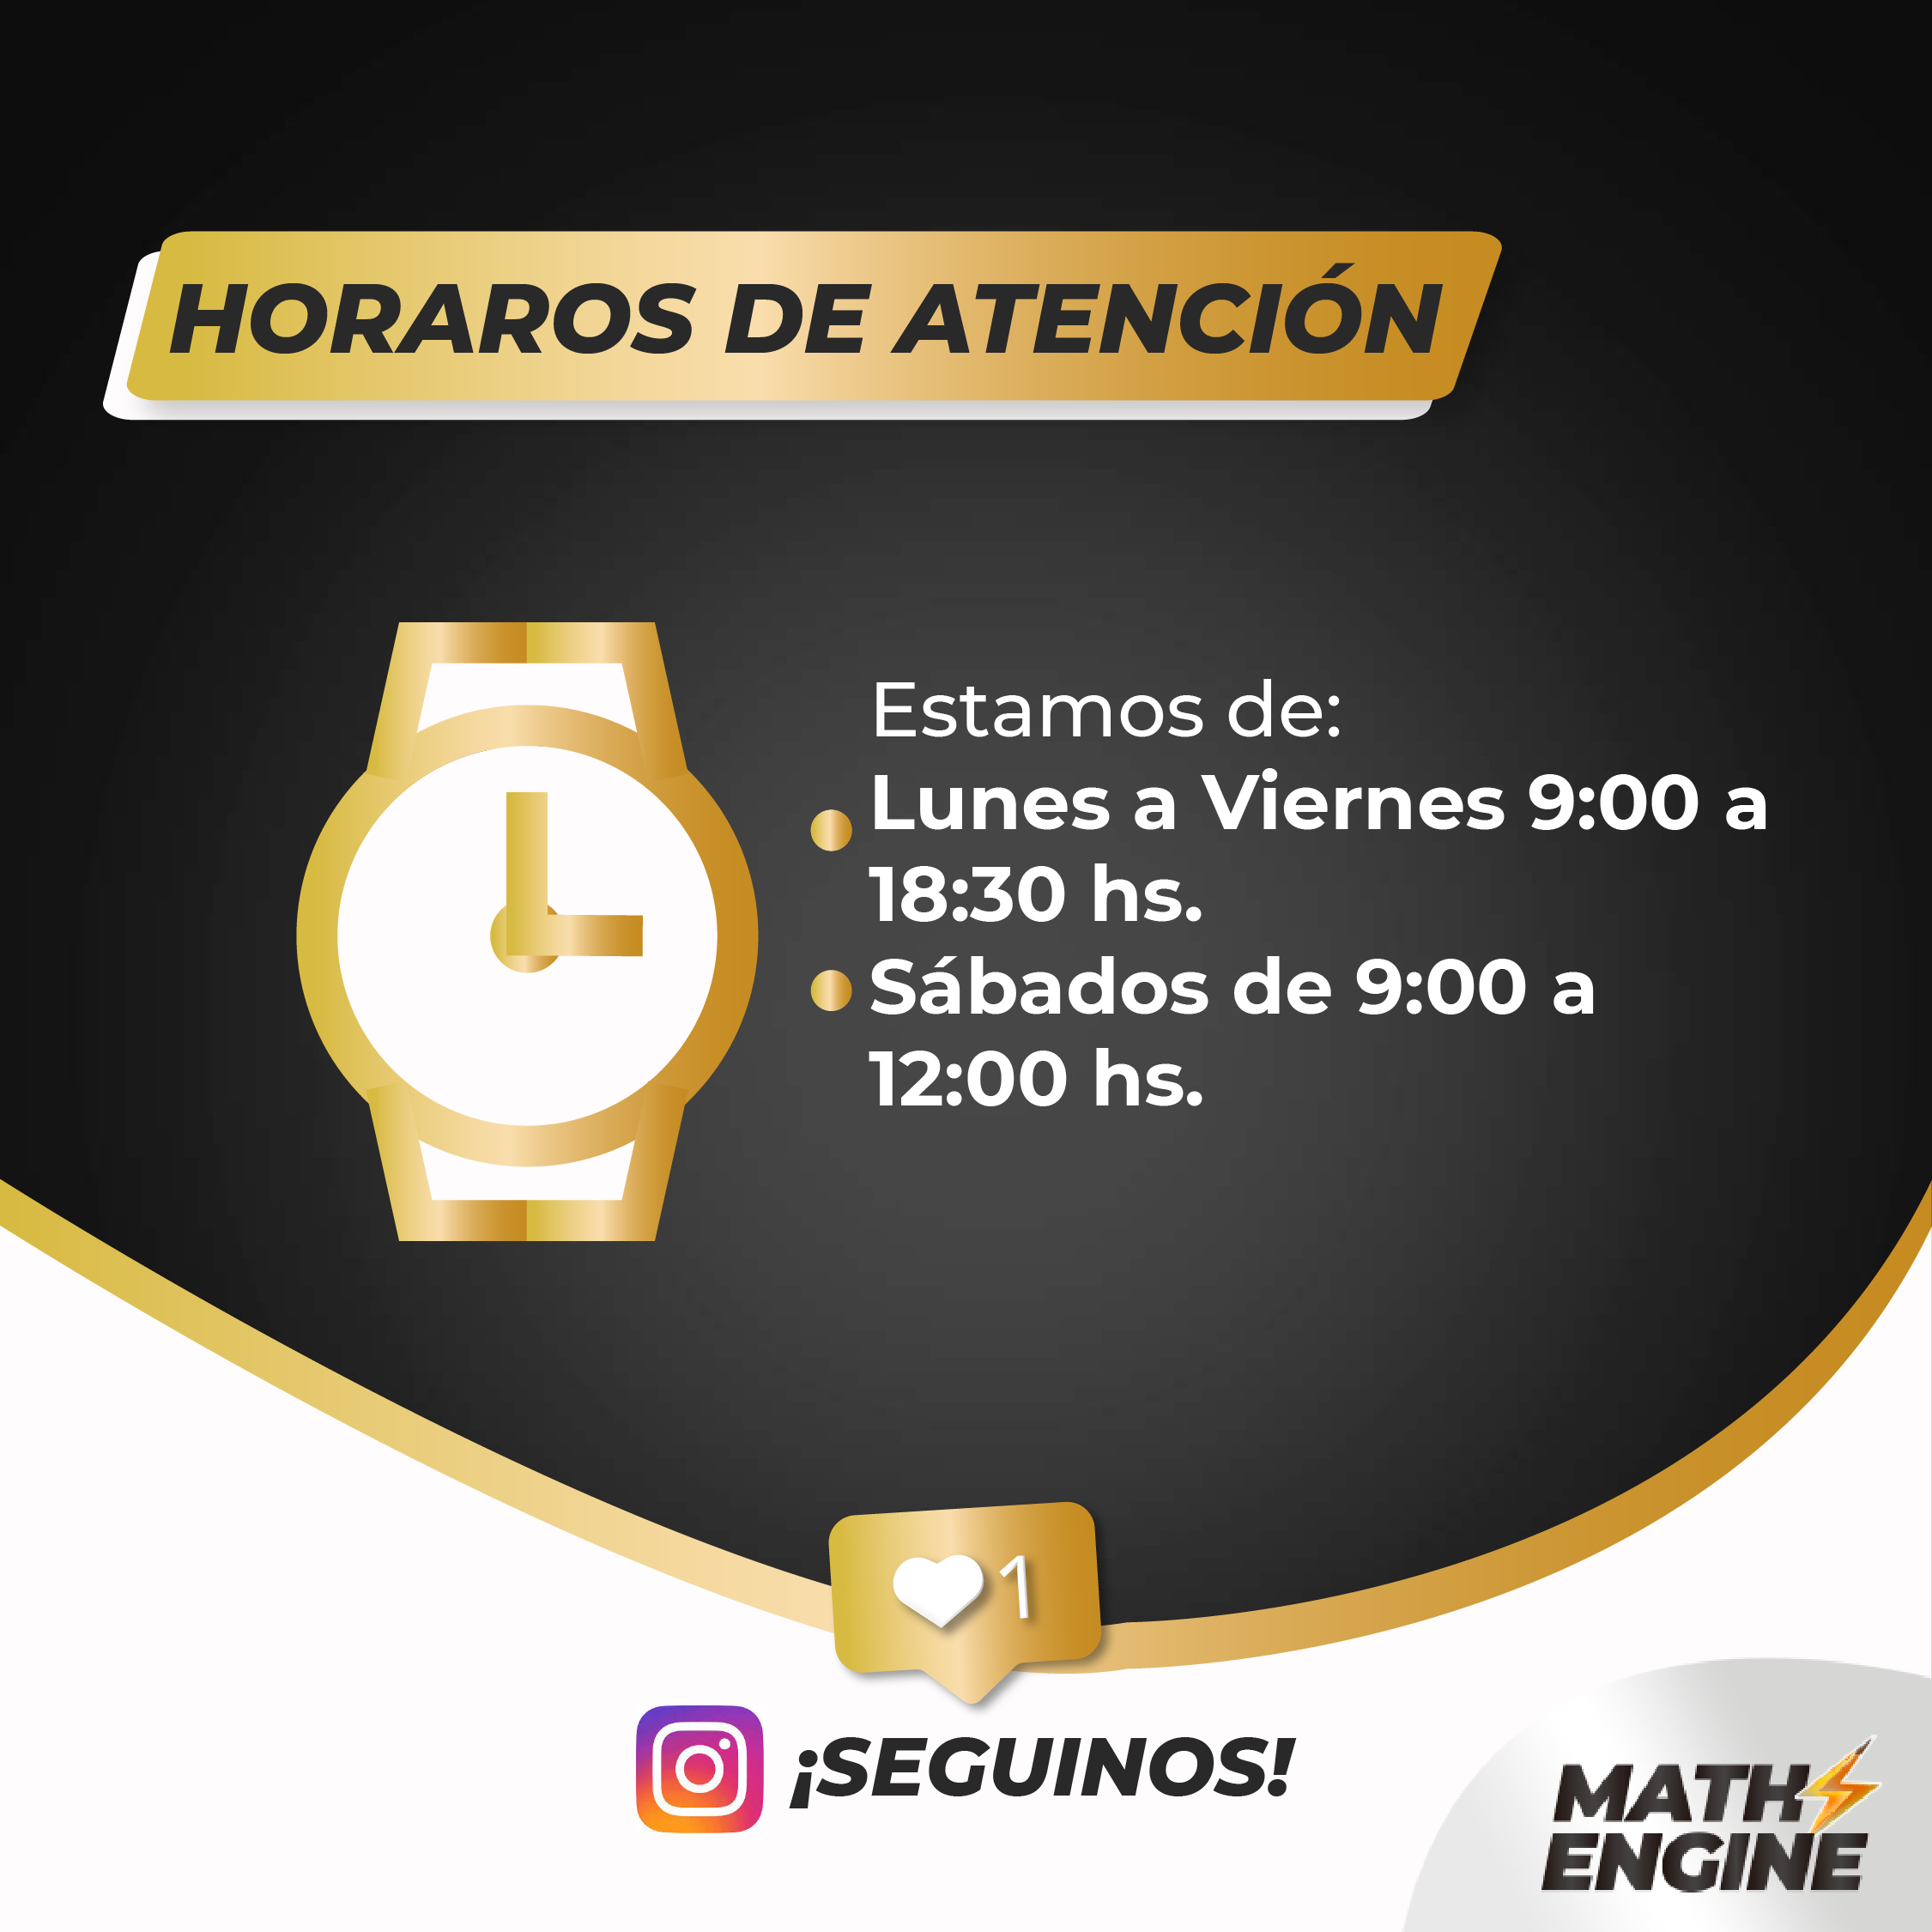 HORAROS DE ATENCIÓN
Estamos de:
Lunes a Viernes 9:00 a
18:30 hs.
Sábados de 9:00 a
12:00 hs.
1
¡SEGUINOS!
MATH
ENGINE